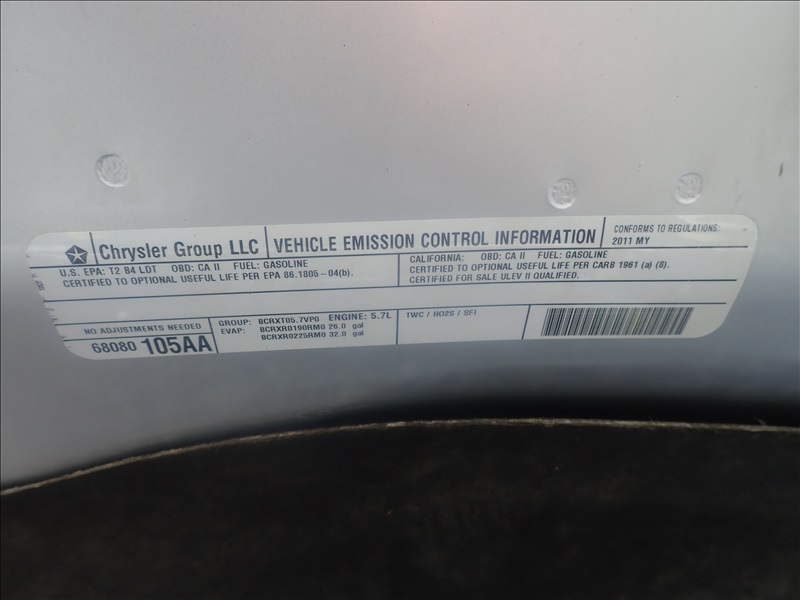 Chrysler Group LLC
VEHICLE EMISSION CONTROL INFORMATION
CONFORMS TO REGULATIONS:
2011 MY
U.S. EPA: T2 B4 LDT OBD: CA II FUEL: GASOLINE
CERTIFIED TO OPTIONAL USEFUL LIFE PER EPA 86.1805-04(b).
CALIFORNIA: OBD: CA II FUEL: GASOLINE
CERTIFIED TO OPTIONAL USEFUL LIFE PER CARB 1961 (a) (8).
CERTIFIED FOR SALE ULEV II QUALIFIED.
NO ADJUSTMENTS NEEDED
68080 105AA
GROUP: BCRXT05.7VP0 ENGINE: 5.7L
EVAP: BCRXR0190RM0 26.0 gal
BCRXR0225RM0 32.0 gal
TWC / HO2S / SFI